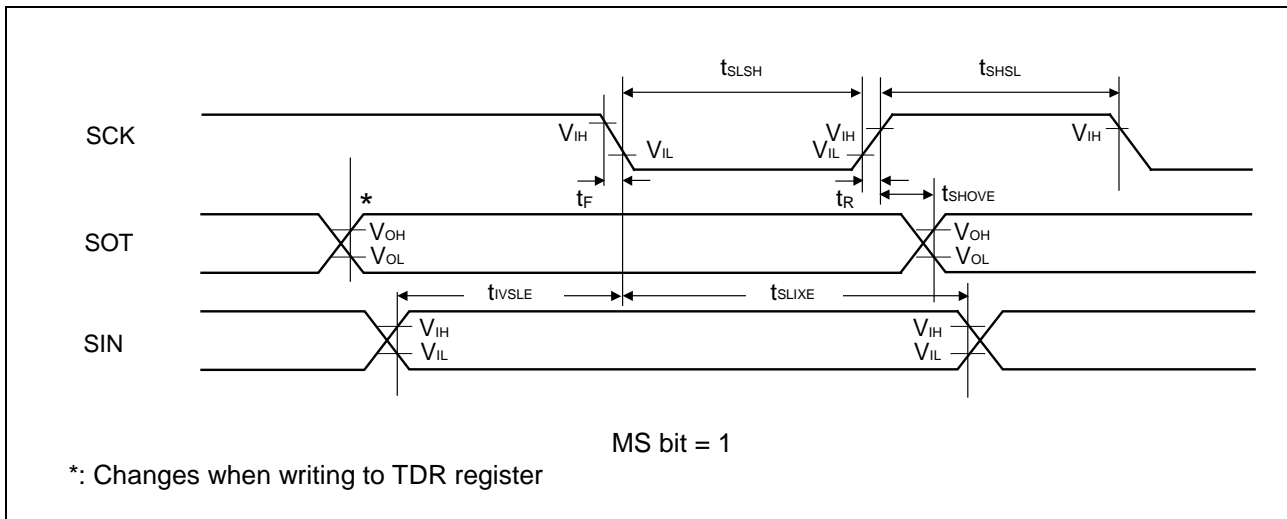 tSLSH
tSHSL
SCK
VIH
VIL
VIH
VIL
VIH
tF
tR
tSHOVE
*
SOT
VOH
VOL
VOH
VOL
tIVSLE
tSLIXE
SIN
VIH
VIL
VIH
VIL
MS bit = 1
*: Changes when writing to TDR register